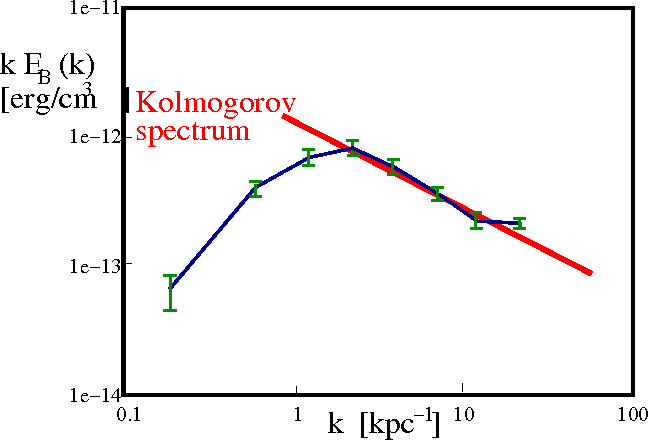 1e−11
k E_B (k)
[erg/cm^3]
Kolmogorov
spectrum
1e−12
1e−13
1e−14
0.1 1 10 100
k [kpc^−1]